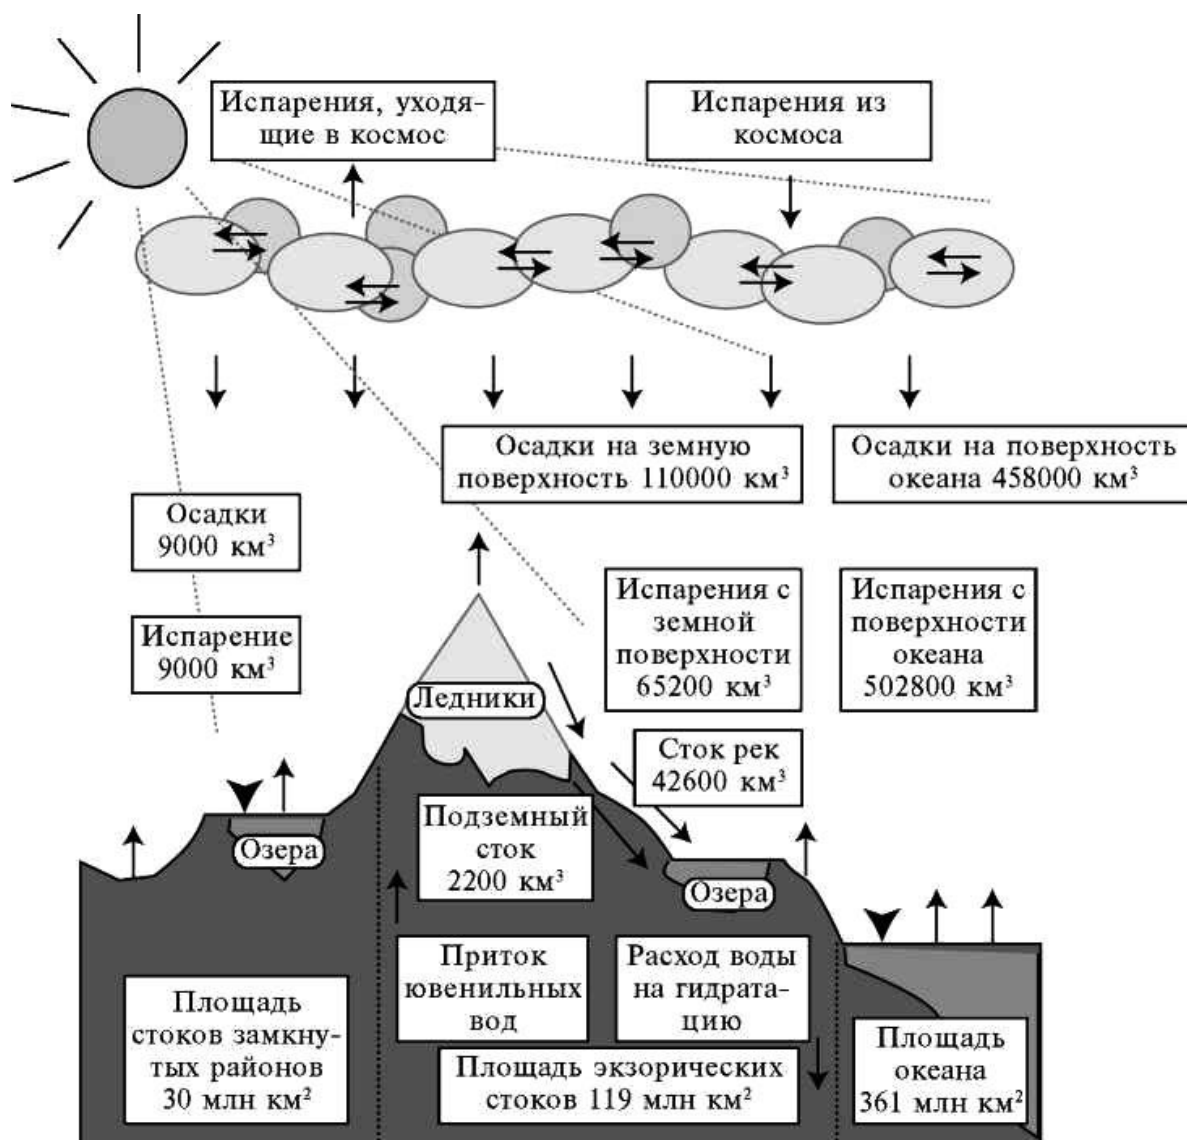 Испарения, уходя-
щие в космос
Испарения из
космоса
Осадки на земную
поверхность 110000 км³
Осадки на поверхность
океана 458000 км³
Осадки
9000 км³
Испарения с
земной
поверхности
65200 км³
Испарения с
поверхности
океана
502800 км³
Испарение
9000 км³
Ледники
Сток рек
42600 км³
Подземный
сток
2200 км³
Озера
Озера
Приток
ювенильных
вод
Расход воды
на гидрата-
цию
Площадь
стоков замкну-
тых районов
30 млн км²
Площадь экзорических
стоков 119 млн км²
Площадь
океана
361 млн км²